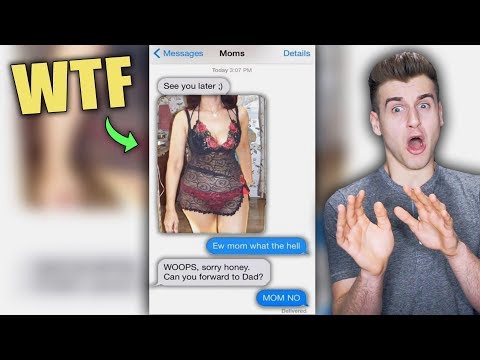 WTF
Messages Moms Details
Today 3:07 PM
See you later ;)
Ew mom what the hell
WOOPS, sorry honey.
Can you forward to Dad?
MOM NO
Delivered